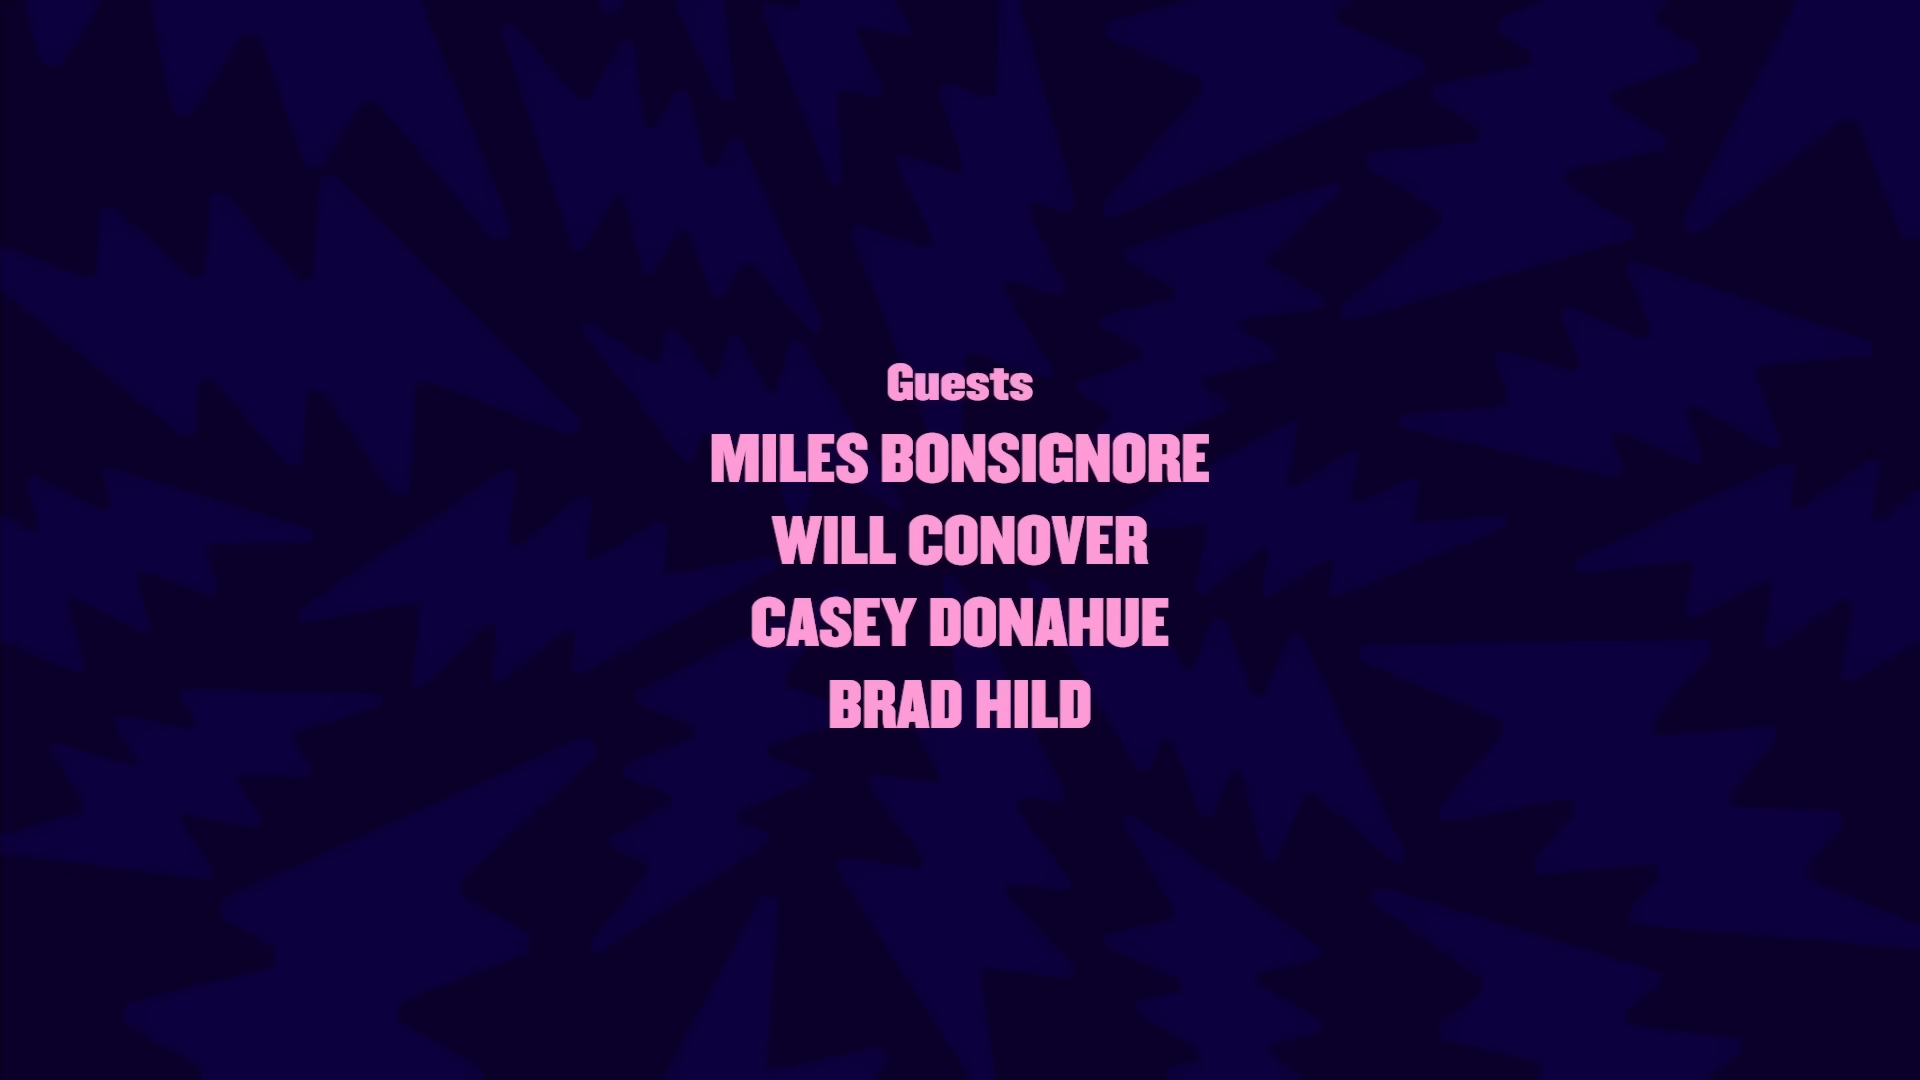 Guests
MILES BONSIGNORE
WILL CONOVER
CASEY DONAHUE
BRAD HILD